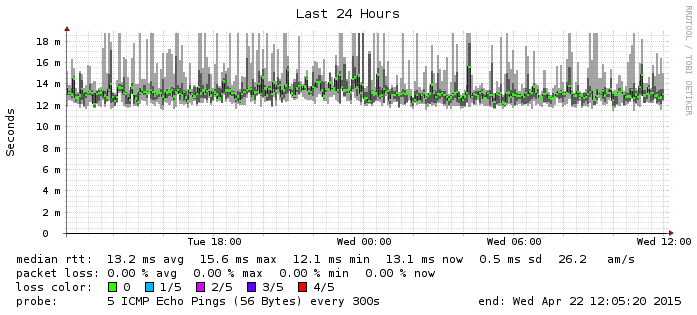 Last 24 Hours
RRDTOOL / TOBI OETIKER
Seconds
18 m
16 m
14 m
12 m
10 m
8 m
6 m
4 m
2 m
0
Tue 18:00 Wed 00:00 Wed 06:00 Wed 12:00
median rtt: 13.2 ms avg 15.6 ms max 12.1 ms min 13.1 ms now 0.5 ms sd 26.2 am/s
packet loss: 0.00 % avg 0.00 % max 0.00 % min 0.00 % now
loss color: 0 1/5 2/5 3/5 4/5
probe: 5 ICMP Echo Pings (56 Bytes) every 300s end: Wed Apr 22 12:05:20 2015